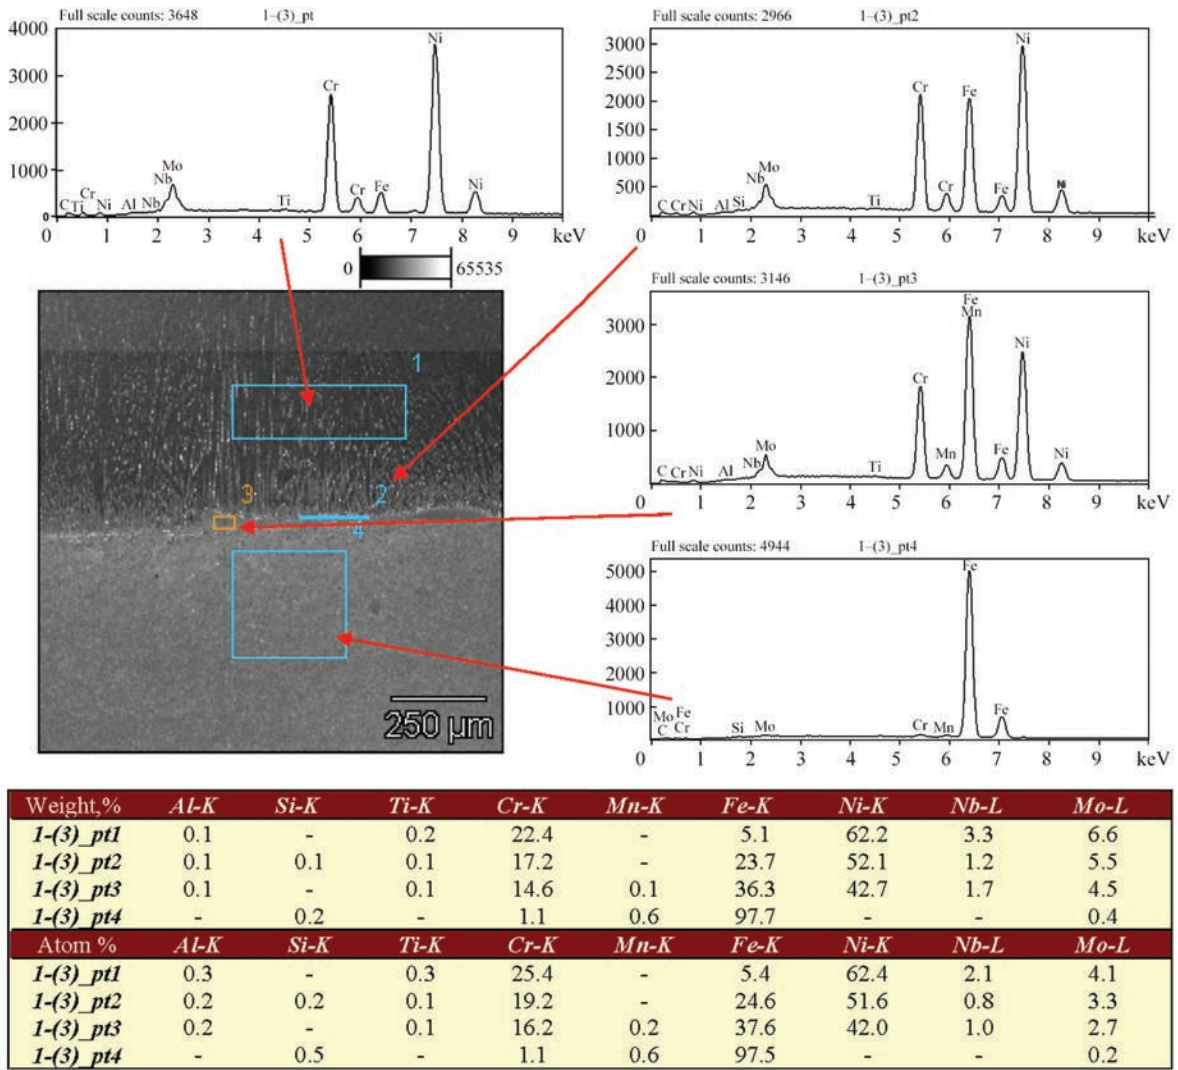 Full scale counts: 3648 1–(3)_pt
4000
3000
2000
1000
0
Ni
Cr
Mo
Nb
Cr
C Ti Ni Al Nb Ti Cr Fe Ni
0 1 2 3 4 5 6 7 8 9 keV
Full scale counts: 2966 1–(3)_pt2
3000
2500
2000
1500
1000
500
0
Ni
Cr Fe
Mo
Nb
C Cr Ni Al Si Ti Cr Fe Ni
0 1 2 3 4 5 6 7 8 9 keV
0 65535
1
2
3
4
250 µm
Full scale counts: 3146 1–(3)_pt3
3000
2000
1000
0
Fe
Mn
Ni
Cr
Mo
Nb
C Cr Ni Al Ti Mn Fe Ni
0 1 2 3 4 5 6 7 8 9 keV
Full scale counts: 4944 1–(3)_pt4
5000
4000
3000
2000
1000
Fe
Mo Fe
C Cr Si Mo Cr Mn Fe
0 1 2 3 4 5 6 7 8 9 keV
Weight,% Al-K Si-K Ti-K Cr-K Mn-K Fe-K Ni-K Nb-L Mo-L
1-(3)_pt1 0.1 - 0.2 22.4 - 5.1 62.2 3.3 6.6
1-(3)_pt2 0.1 0.1 0.1 17.2 - 23.7 52.1 1.2 5.5
1-(3)_pt3 0.1 - 0.1 14.6 0.1 36.3 42.7 1.7 4.5
1-(3)_pt4 - 0.2 - 1.1 0.6 97.7 - - 0.4
Atom % Al-K Si-K Ti-K Cr-K Mn-K Fe-K Ni-K Nb-L Mo-L
1-(3)_pt1 0.3 - 0.3 25.4 - 5.4 62.4 2.1 4.1
1-(3)_pt2 0.2 0.2 0.1 19.2 - 24.6 51.6 0.8 3.3
1-(3)_pt3 0.2 - 0.1 16.2 0.2 37.6 42.0 1.0 2.7
1-(3)_pt4 - 0.5 - 1.1 0.6 97.5 - - 0.2